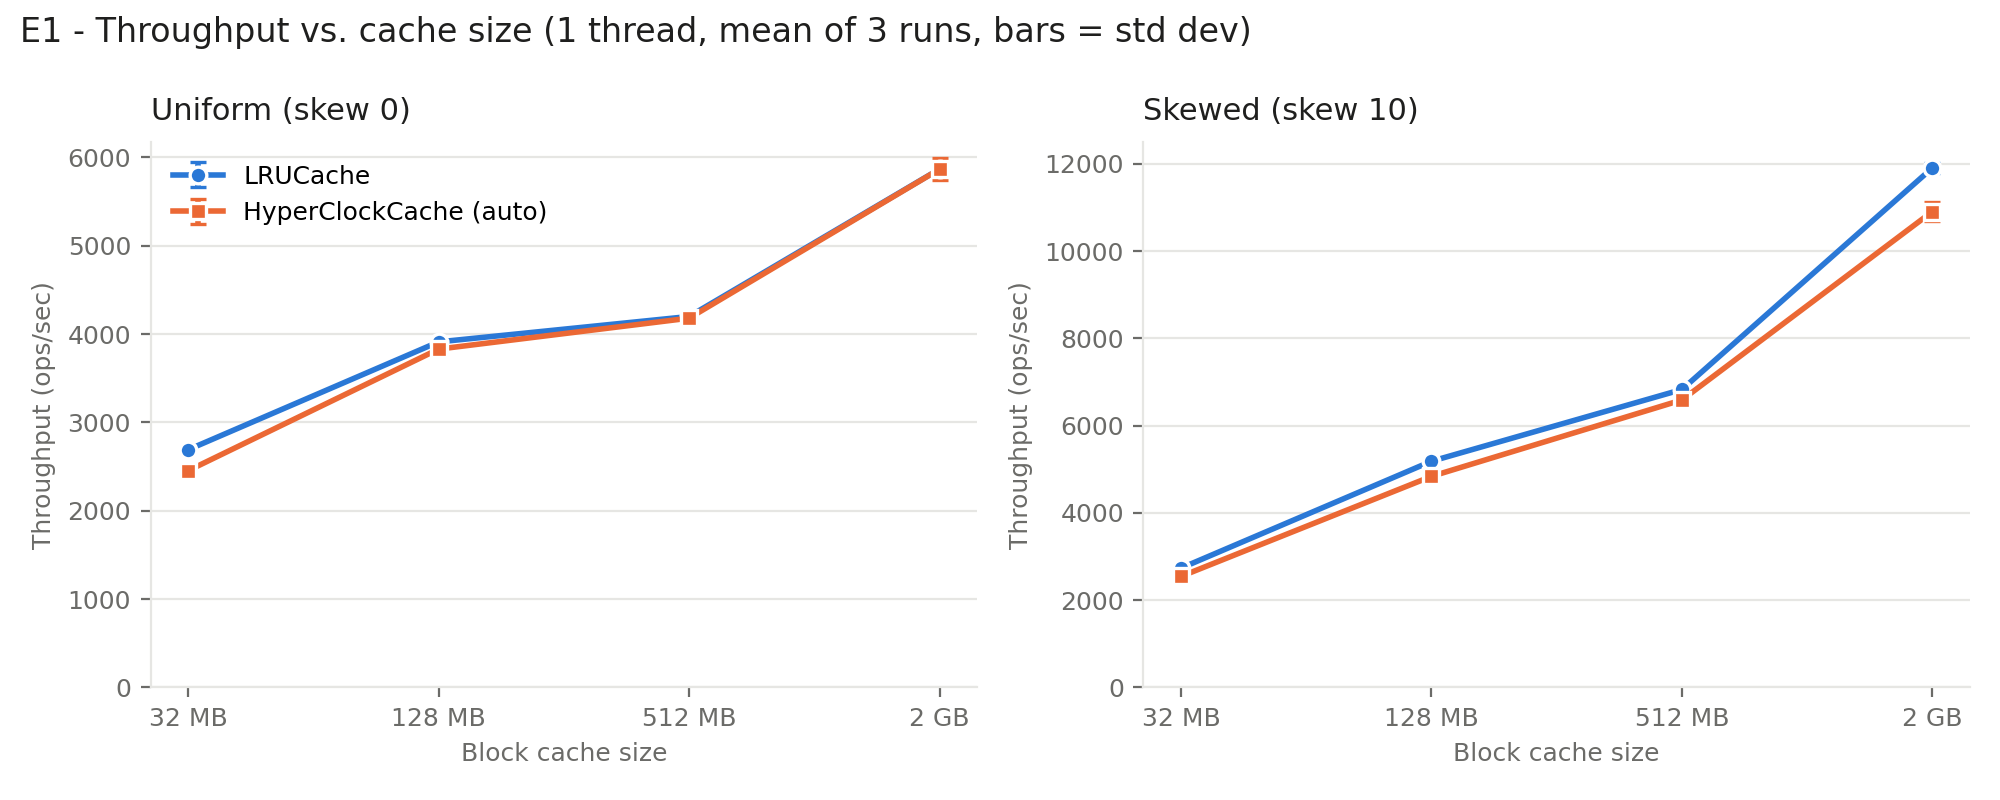 E1 - Throughput vs. cache size (1 thread, mean of 3 runs, bars = std dev)
Uniform (skew 0)
LRUCache
HyperClockCache (auto)
Throughput (ops/sec)
6000
5000
4000
3000
2000
1000
0
32 MB 128 MB 512 MB 2 GB
Block cache size
Skewed (skew 10)
Throughput (ops/sec)
12000
10000
8000
6000
4000
2000
0
32 MB 128 MB 512 MB 2 GB
Block cache size